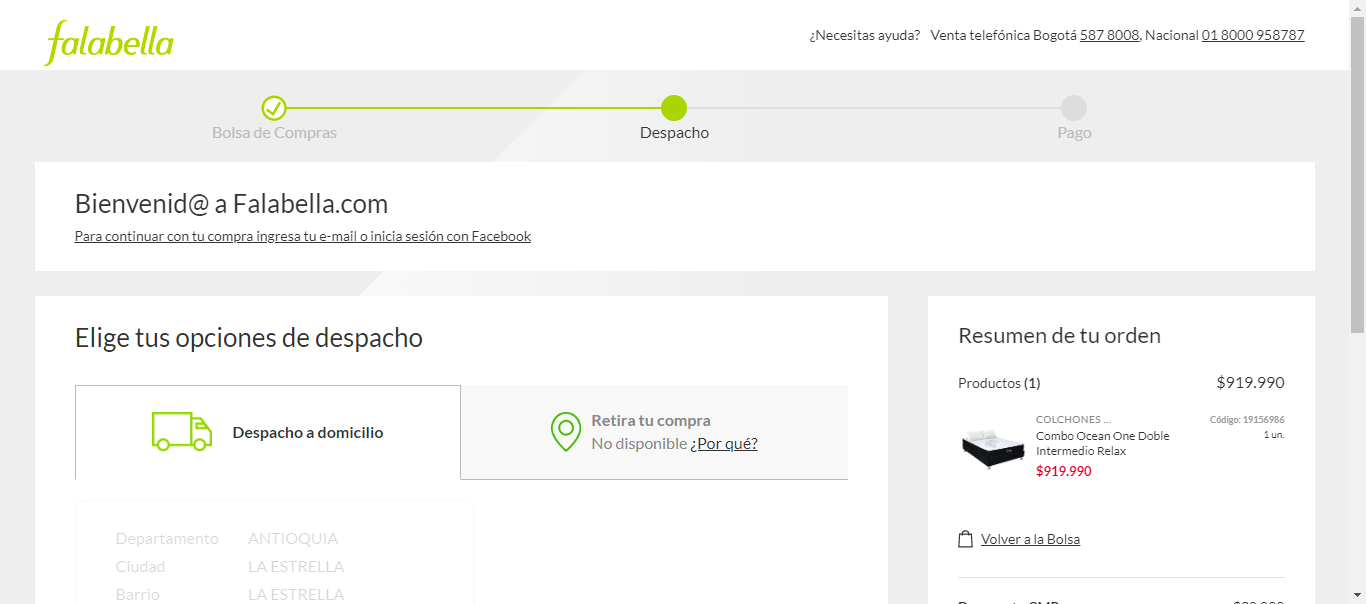 falabella
¿Necesitas ayuda? Venta telefónica Bogotá 587 8008, Nacional 01 8000 958787
Bolsa de Compras
Despacho
Pago
Bienvenid@ a Falabella.com
Para continuar con tu compra ingresa tu e-mail o inicia sesión con Facebook
Elige tus opciones de despacho
Despacho a domicilio
Retira tu compra
No disponible ¿Por qué?
Departamento ANTIOQUIA
Ciudad LA ESTRELLA
Barrio LA ESTRELLA
Resumen de tu orden
Productos (1) $919.990
COLCHONES ... Código: 19156986
Combo Ocean One Doble 1 un.
Intermedio Relax
$919.990
Volver a la Bolsa